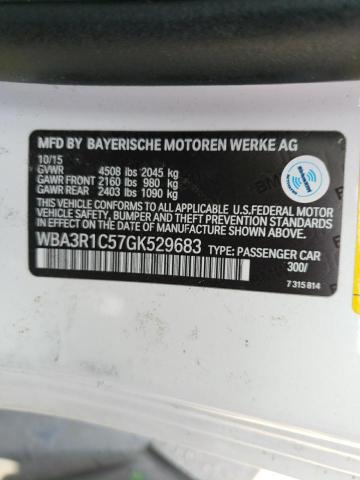 MFD BY BAYERISCHE MOTOREN WERKE AG
10/15
GVWR 4508 lbs 2045 kg
GAWR FRONT 2160 lbs 980 kg
GAWR REAR 2403 lbs 1090 kg
THIS VEHICLE CONFORMS TO ALL APPLICABLE U.S.FEDERAL MOTOR
VEHICLE SAFETY, BUMPER, AND THEFT PREVENTION STANDARDS
IN EFFECT ON THE DATE OF MANUFACTURE SHOWN ABOVE.
WBA3R1C57GK529683 TYPE: PASSENGER CAR
300/
7 315 814